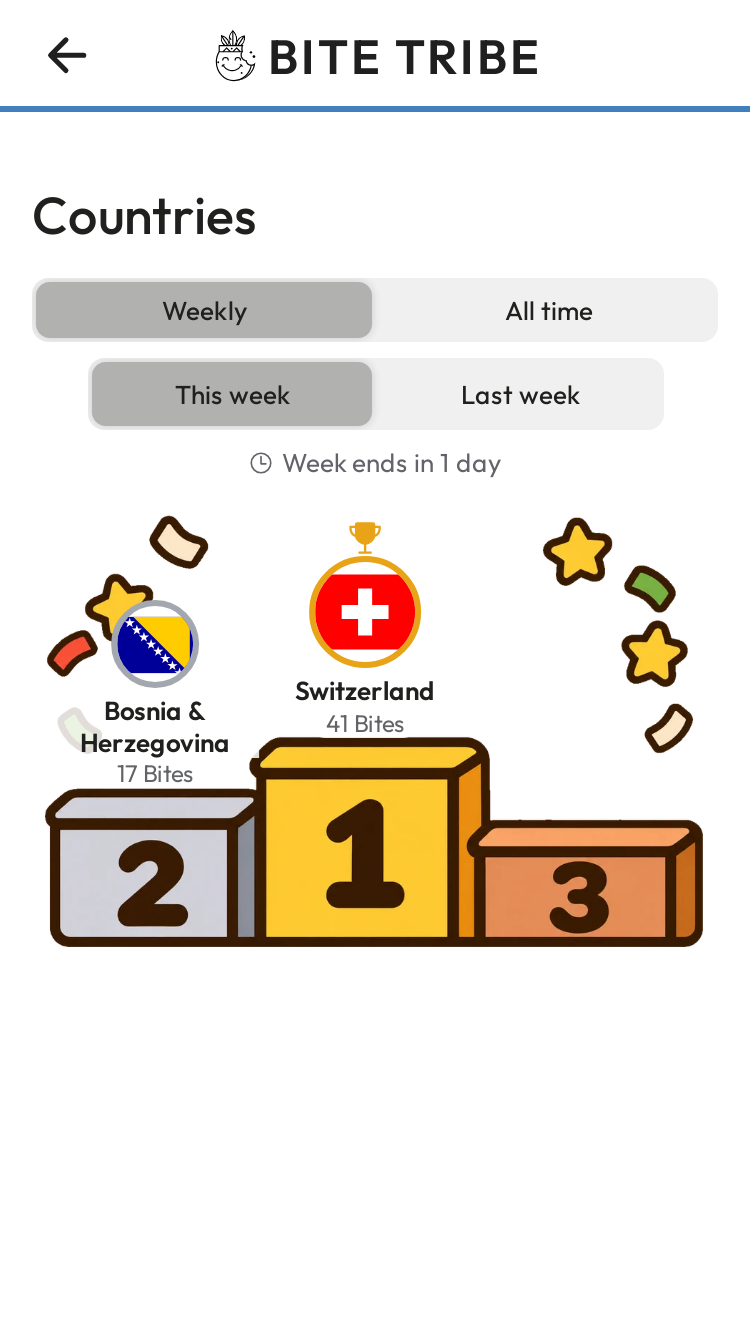 BITE TRIBE
Countries
Weekly
All time
This week
Last week
Week ends in 1 day
Switzerland
41 Bites
Bosnia &
Herzegovina
17 Bites
2
1
3